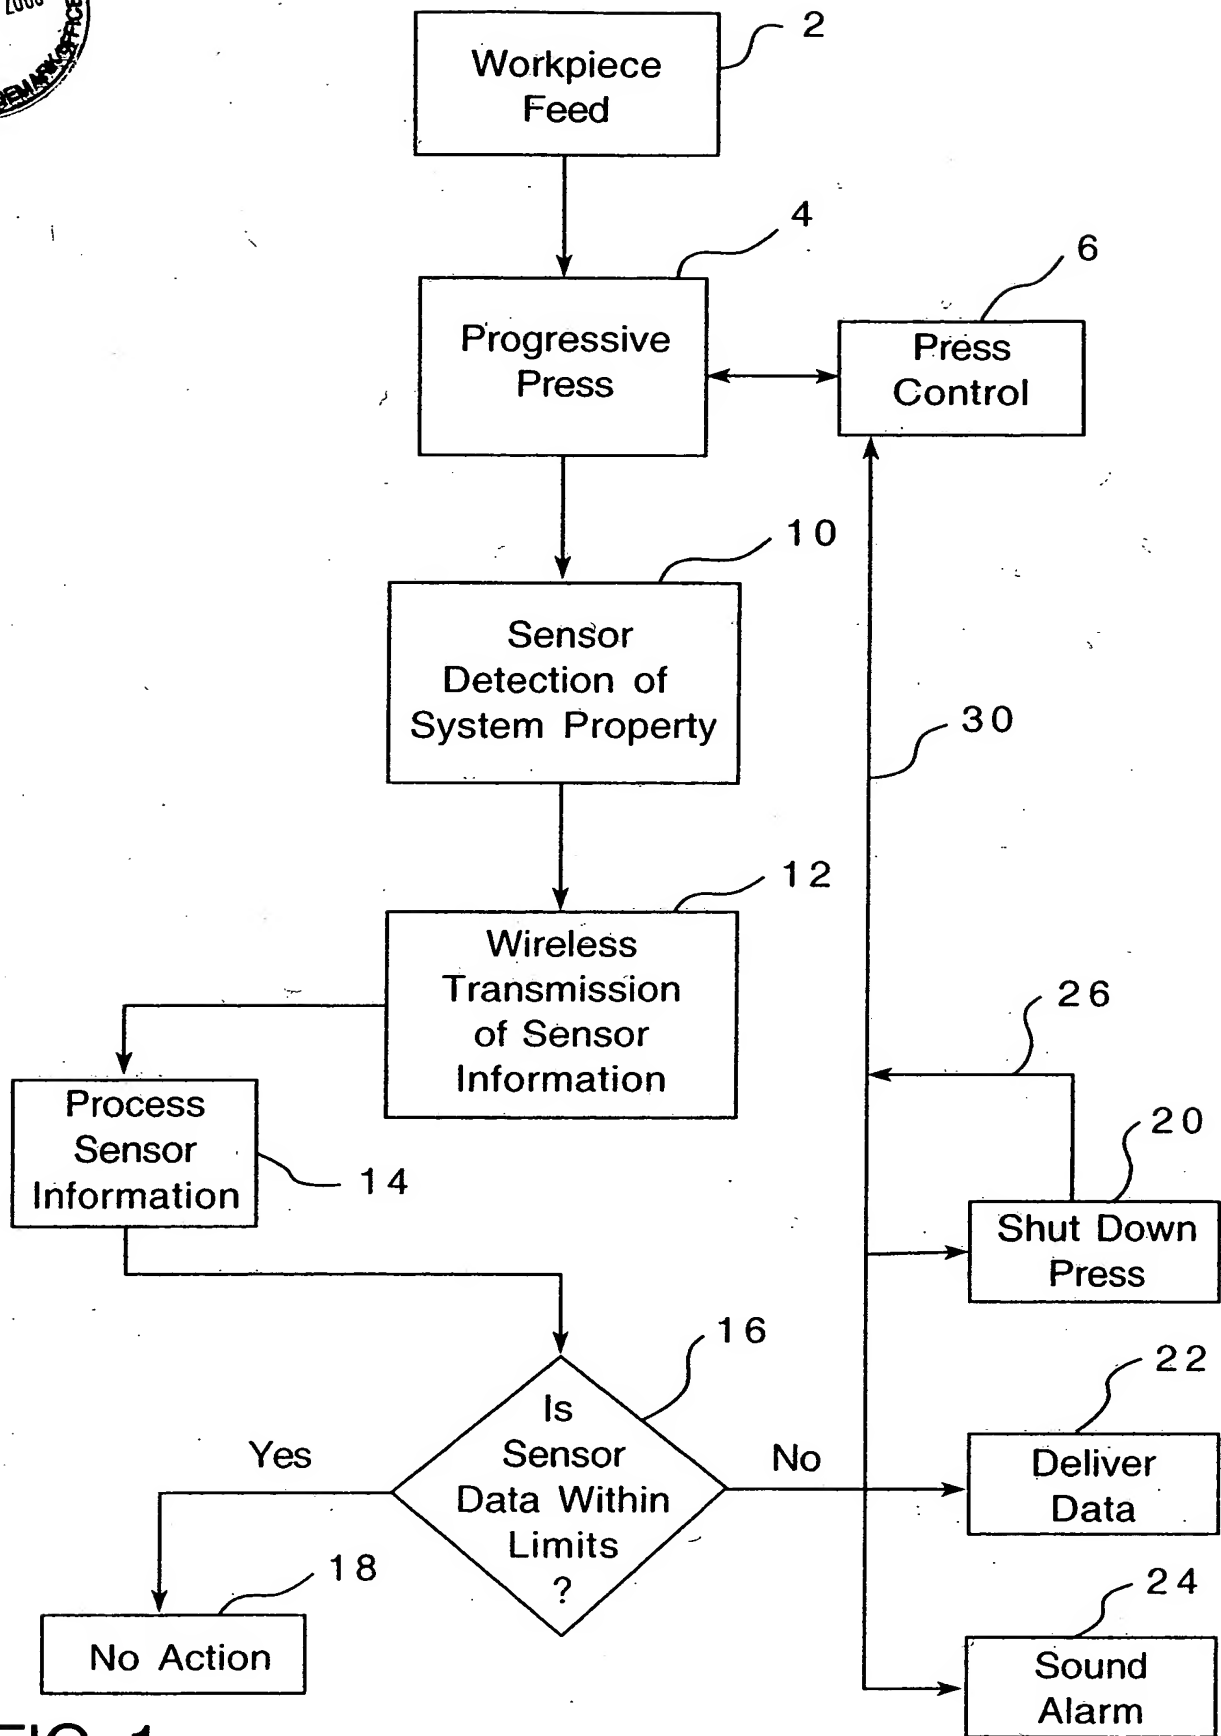 2
Workpiece
Feed
4
6
Progressive
Press
Press
Control
10
Sensor
Detection of
System Property
30
12
Wireless
Transmission
of Sensor
Information
26
Process
Sensor
Information
14
20
Shut Down
Press
16
22
Is
Sensor
Data Within
Limits
?
Yes
No
Deliver
Data
18
24
No Action
Sound
Alarm
FIG. 1